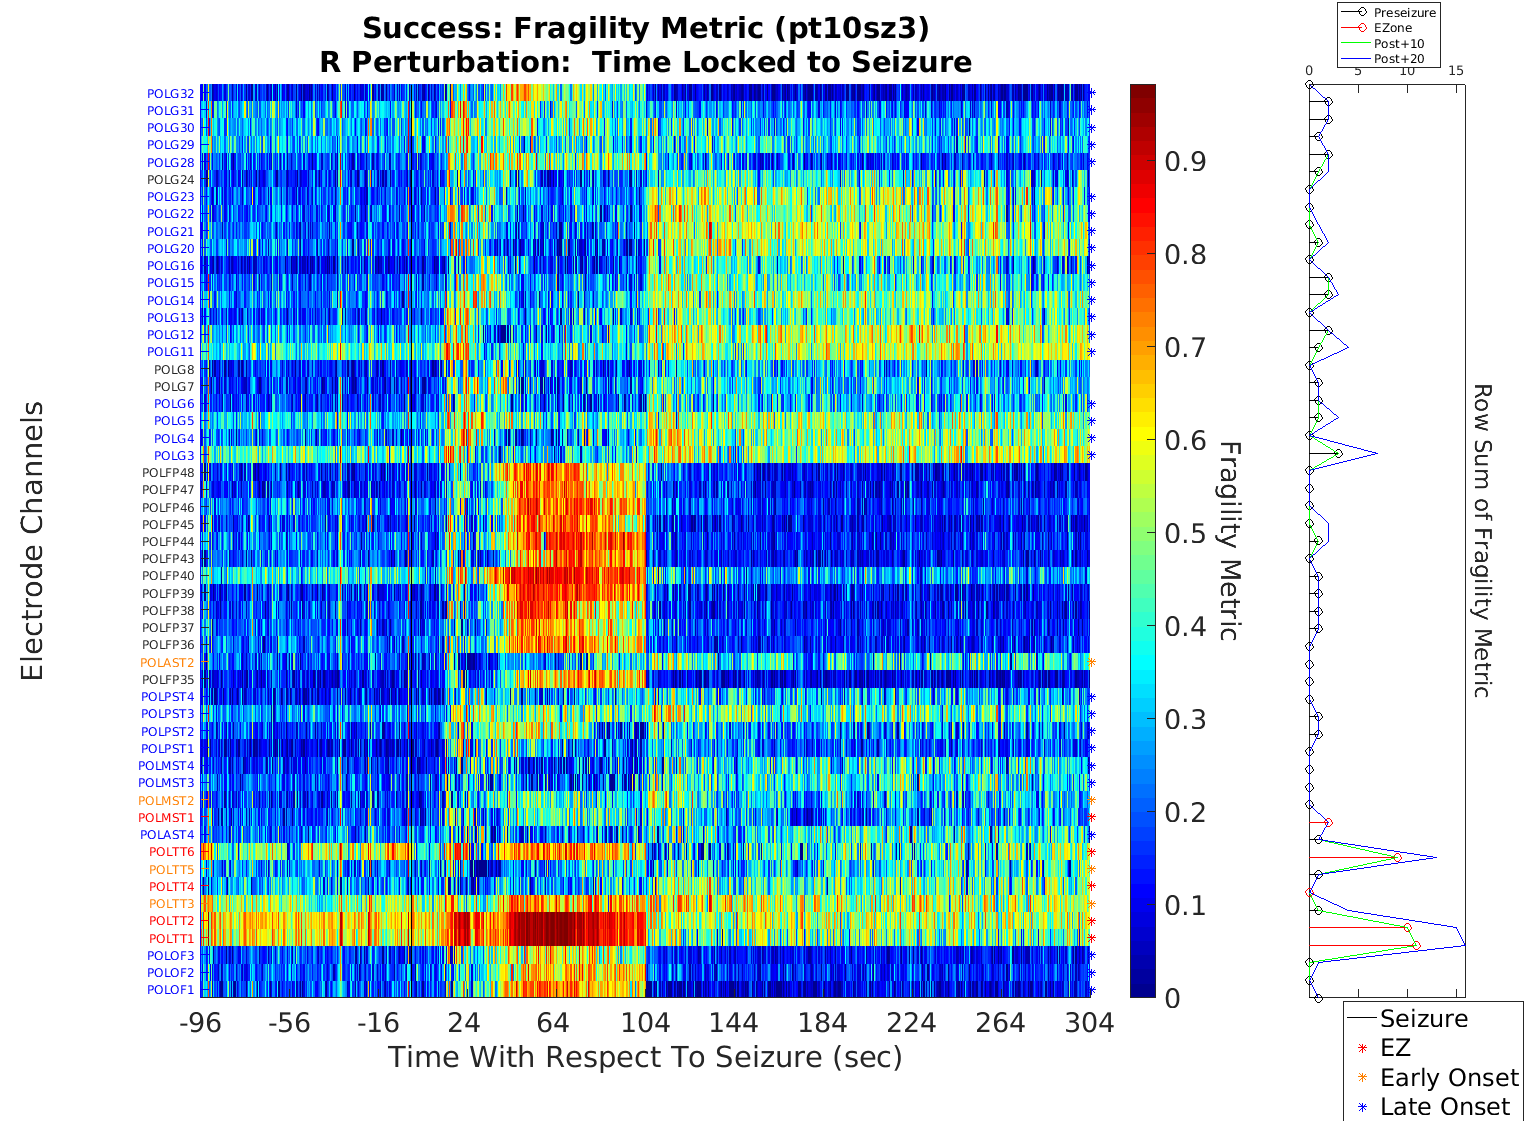 Success: Fragility Metric (pt10sz3)
R Perturbation:  Time Locked to Seizure
Electrode Channels
POLG32
POLG31
POLG30
POLG29
POLG28
POLG24
POLG23
POLG22
POLG21
POLG20
POLG16
POLG15
POLG14
POLG13
POLG12
POLG11
POLG8
POLG7
POLG6
POLG5
POLG4
POLG3
POLFP48
POLFP47
POLFP46
POLFP45
POLFP44
POLFP43
POLFP40
POLFP39
POLFP38
POLFP37
POLFP36
POLAST2
POLFP35
POLPST4
POLPST3
POLPST2
POLPST1
POLMST4
POLMST3
POLMST2
POLMST1
POLAST4
POLTT6
POLTT5
POLTT4
POLTT3
POLTT2
POLTT1
POLOF3
POLOF2
POLOF1
-96 -56 -16 24 64 104 144 184 224 264 304
Time With Respect To Seizure (sec)
0.9
0.8
0.7
0.6
0.5
0.4
0.3
0.2
0.1
0
Fragility Metric
Preseizure
EZone
Post+10
Post+20
0 5 10 15
Row Sum of Fragility Metric
Seizure
EZ
Early Onset
Late Onset